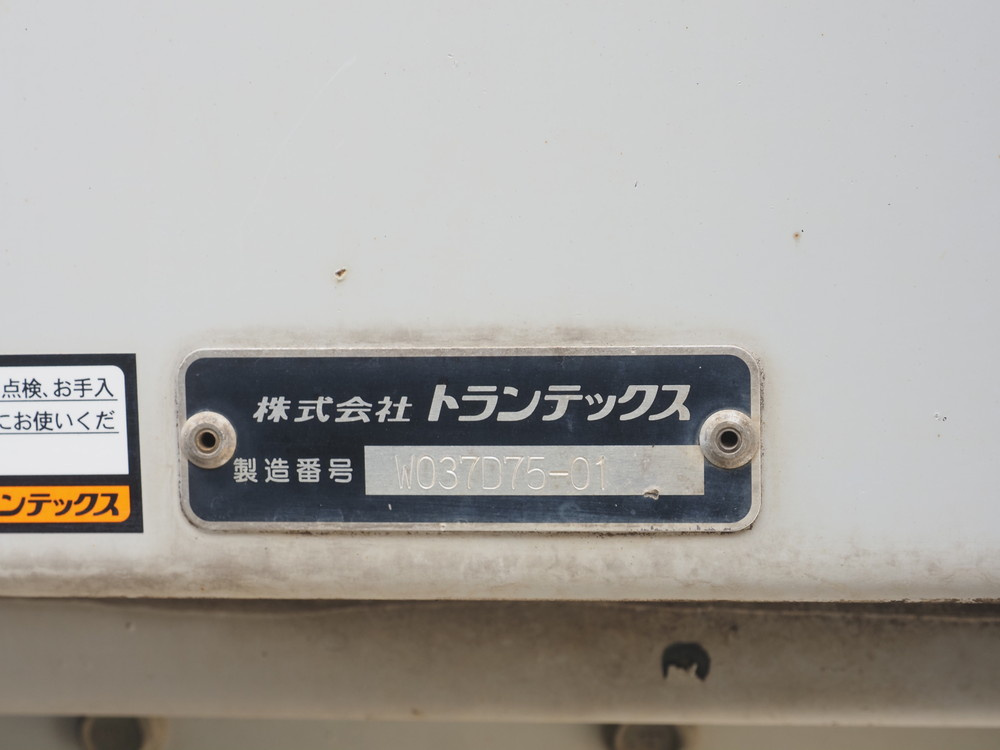 点検、お手入
にお使いくだ
ンテックス
株式会社 トランテックス
製造番号 W037D75-01